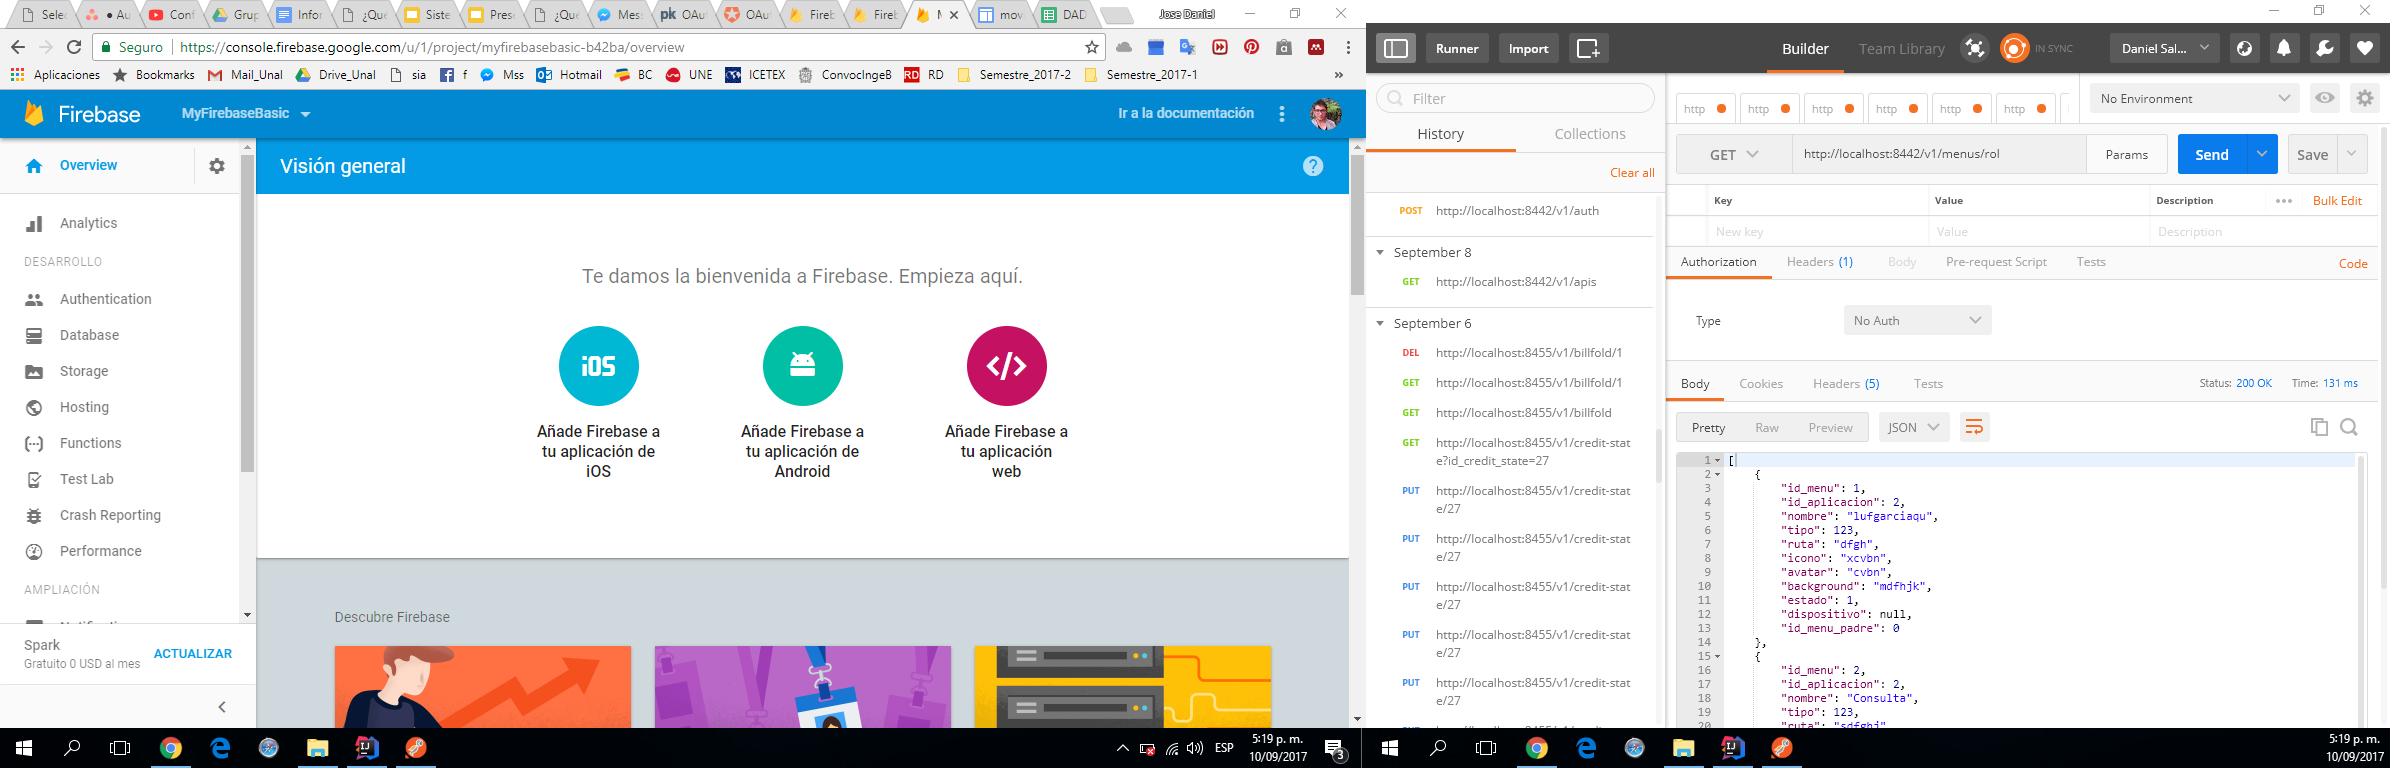 Selec
Au
Conf
Grup
Infor
¿Qué
Siste
Pres
¿Qué
Mess
OAut
OAut
Fireb
Fireb
mov
DAD
Jose Daniel
Seguro
https://console.firebase.google.com/u/1/project/myfirebasebasic-b42ba/overview
Aplicaciones
Bookmarks
Mail_Unal
Drive_Unal
sia
f
Mss
Hotmail
BC
UNE
ICETEX
ConvocIngeB
RD
Semestre_2017-2
Semestre_2017-1
»
Firebase
MyFirebaseBasic
Ir a la documentación
Overview
Analytics
DESARROLLO
Authentication
Database
Storage
Hosting
Functions
Test Lab
Crash Reporting
Performance
AMPLIACIÓN
Spark
Gratuito 0 USD al mes
ACTUALIZAR
Visión general
Te damos la bienvenida a Firebase. Empieza aquí.
iOS
Añade Firebase a
tu aplicación de
iOS
Añade Firebase a
tu aplicación de
Android
</>
Añade Firebase a
tu aplicación
web
Descubre Firebase
ESP
5:19 p. m.
10/09/2017
3
Runner
Import
Builder
Team Library
IN SYNC
Daniel Sal...
Filter
History
Collections
Clear all
POST http://localhost:8442/v1/auth
September 8
GET http://localhost:8442/v1/apis
September 6
DEL http://localhost:8455/v1/billfold/1
GET http://localhost:8455/v1/billfold/1
GET http://localhost:8455/v1/billfold
GET http://localhost:8455/v1/credit-stat
e?id_credit_state=27
PUT http://localhost:8455/v1/credit-stat
e/27
PUT http://localhost:8455/v1/credit-stat
e/27
PUT http://localhost:8455/v1/credit-stat
e/27
PUT http://localhost:8455/v1/credit-stat
e/27
PUT http://localhost:8455/v1/credit-stat
e/27
http
http
http
http
http
http
No Environment
GET
http://localhost:8442/v1/menus/rol
Params
Send
Save
Key
Value
Description
Bulk Edit
New key
Value
Description
Authorization
Headers (1)
Body
Pre-request Script
Tests
Code
Type
No Auth
Body
Cookies
Headers (5)
Tests
Status: 200 OK
Time: 131 ms
Pretty
Raw
Preview
JSON
1 [
2 {
3 "id_menu": 1,
4 "id_aplicacion": 2,
5 "nombre": "lufgarciaqu",
6 "tipo": 123,
7 "ruta": "dfgh",
8 "icono": "xcvbn",
9 "avatar": "cvbn",
10 "background": "mdfhjk",
11 "estado": 1,
12 "dispositivo": null,
13 "id_menu_padre": 0
14 },
15 {
16 "id_menu": 2,
17 "id_aplicacion": 2,
18 "nombre": "Consulta",
19 "tipo": 123,
20 "ruta": "sdfghj"
5:19 p. m.
10/09/2017